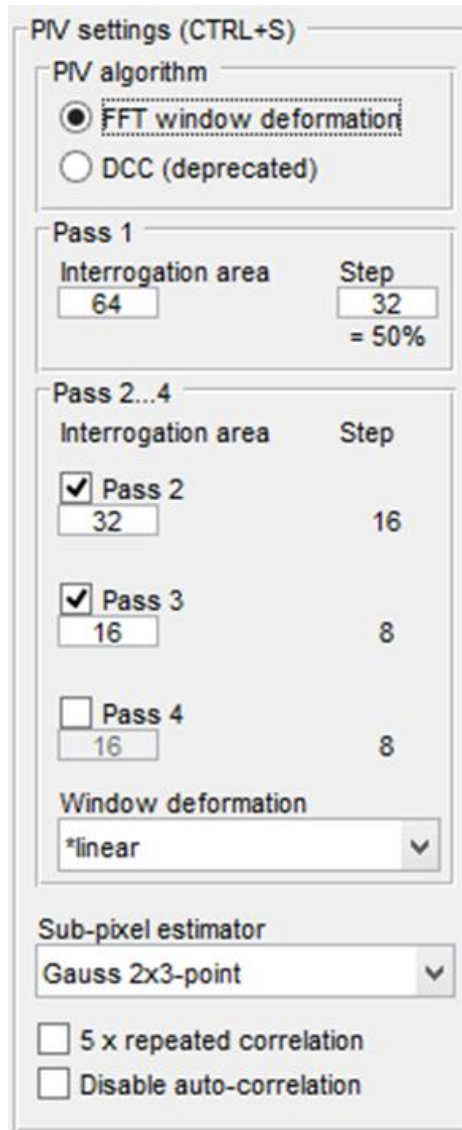 PIV settings (CTRL+S)
PIV algorithm
FFT window deformation
DCC (deprecated)
Pass 1
Interrogation area Step
64 32
= 50%
Pass 2...4
Interrogation area Step
Pass 2
32 16
Pass 3
16 8
Pass 4
16 8
Window deformation
*linear
Sub-pixel estimator
Gauss 2x3-point
5 x repeated correlation
Disable auto-correlation